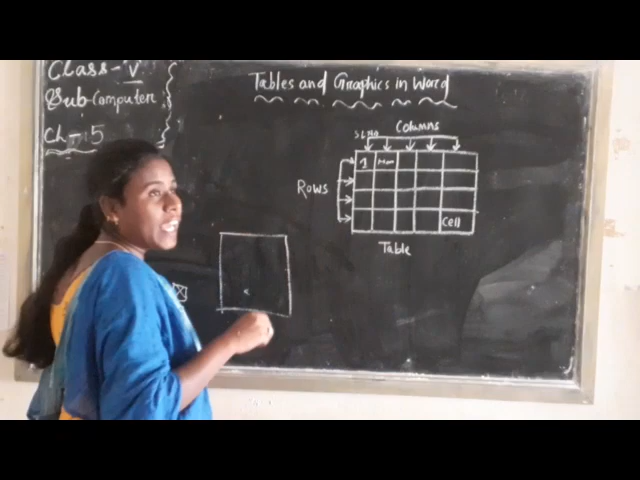 Class-V
Sub-Computer
Ch-5
Tables and Graphics in Word
Columns
SL No
Rows
1
Cell
Table